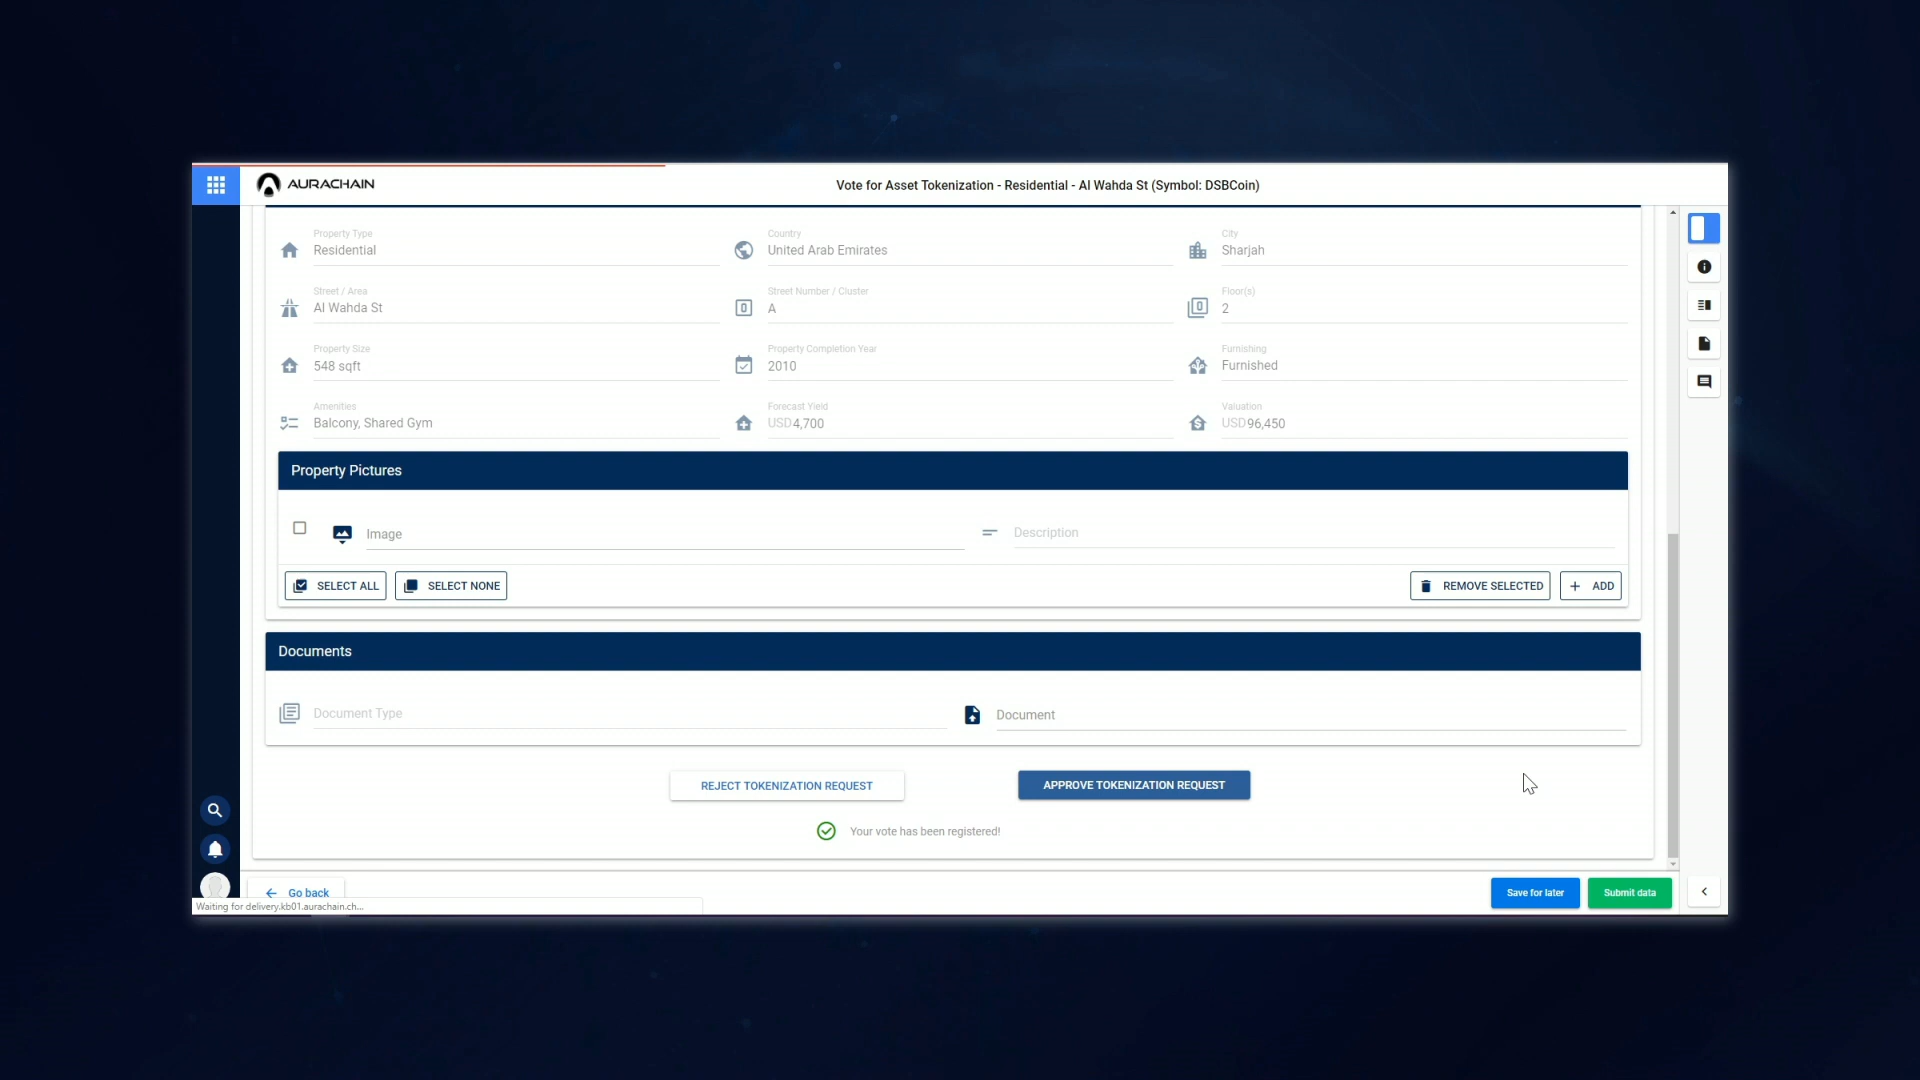 AURACHAIN
Vote for Asset Tokenization - Residential - Al Wahda St (Symbol: DSBCoin)
Property Type
Residential
Country
United Arab Emirates
City
Sharjah
Street / Area
Al Wahda St
Street Number / Cluster
A
Floor(s)
2
Property Size
548 sqft
Property Completion Year
2010
Furnishing
Furnished
Amenities
Balcony, Shared Gym
Forecast Yield
USD 4,700
Valuation
USD 96,450
Property Pictures
Image
Description
SELECT ALL
SELECT NONE
REMOVE SELECTED
+ ADD
Documents
Document Type
Document
REJECT TOKENIZATION REQUEST
APPROVE TOKENIZATION REQUEST
Your vote has been registered!
Go back
Save for later
Submit data
Waiting for delivery.kb01.aurachain.ch...